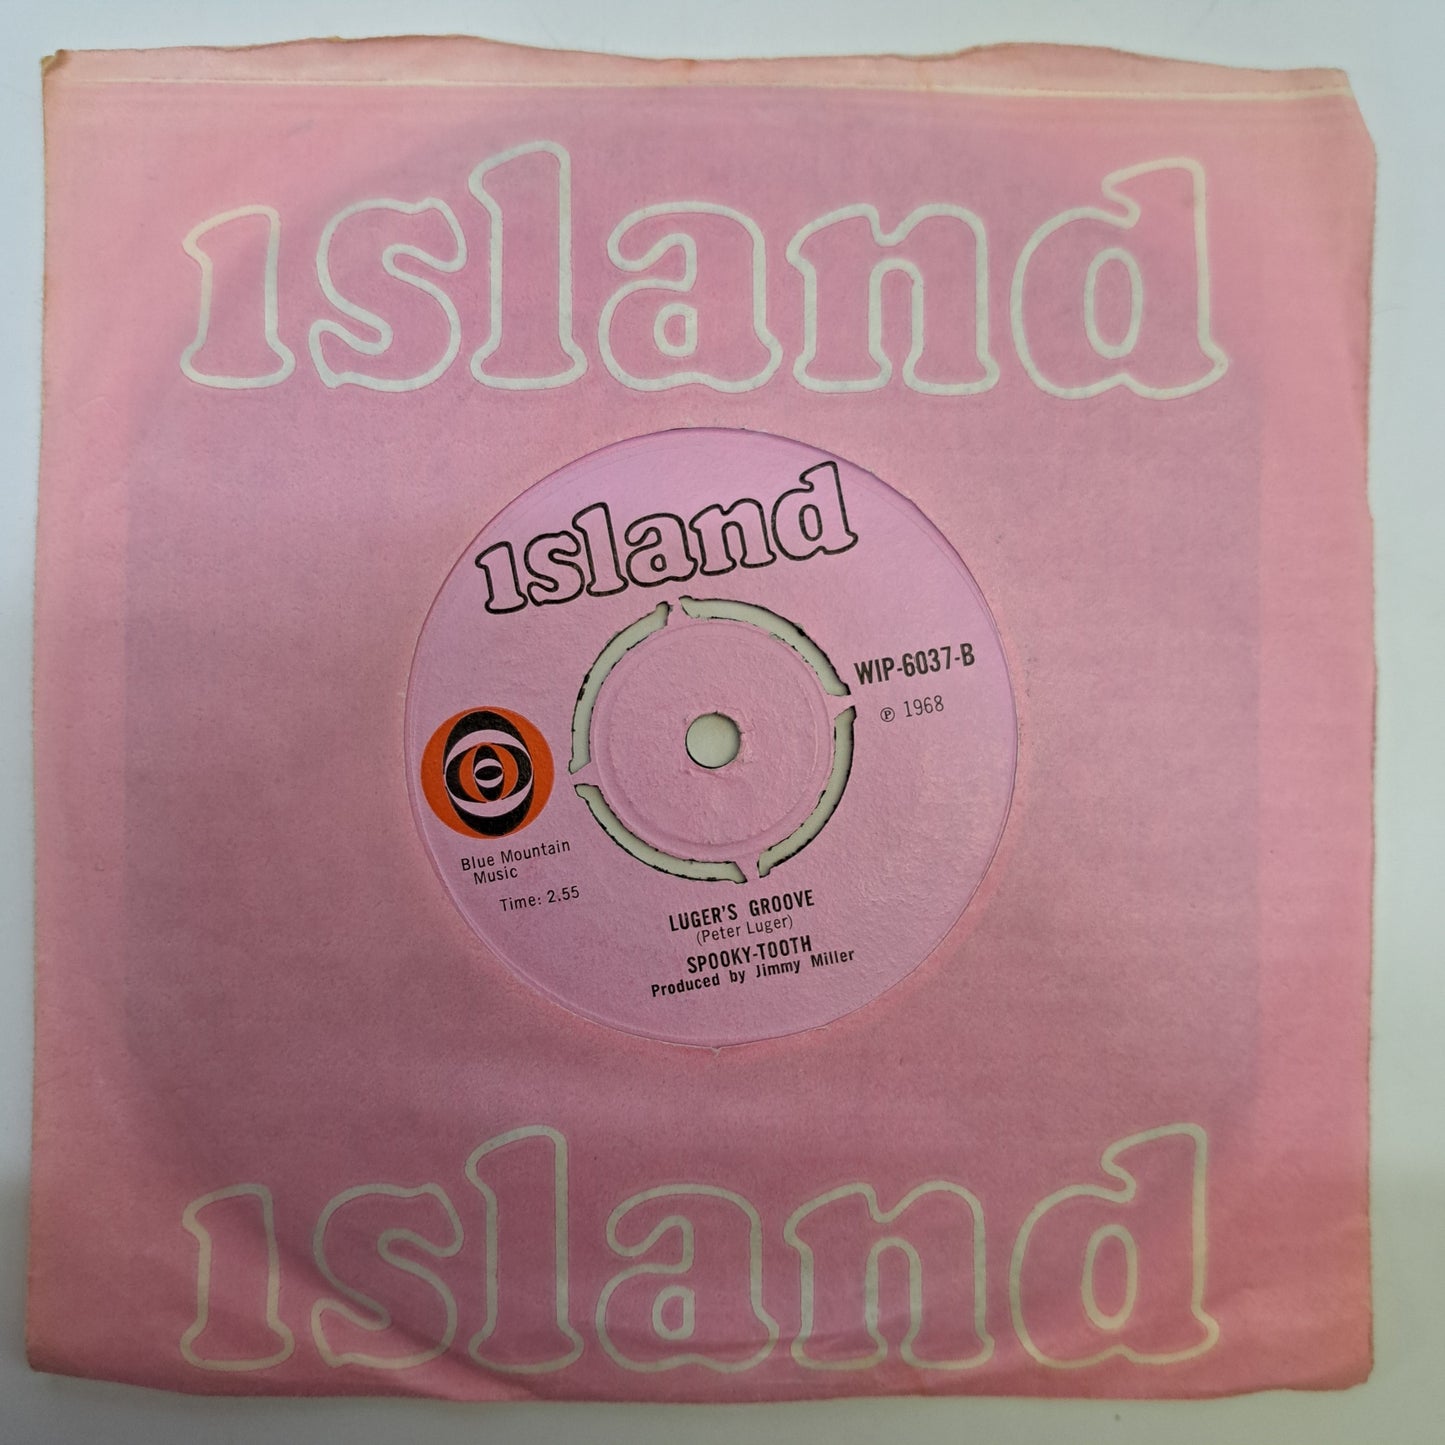 island
island
WIP-6037-B
℗ 1968
Blue Mountain
Music
Time: 2.55
LUGER'S GROOVE
(Peter Luger)
SPOOKY-TOOTH
Produced by Jimmy Miller
island